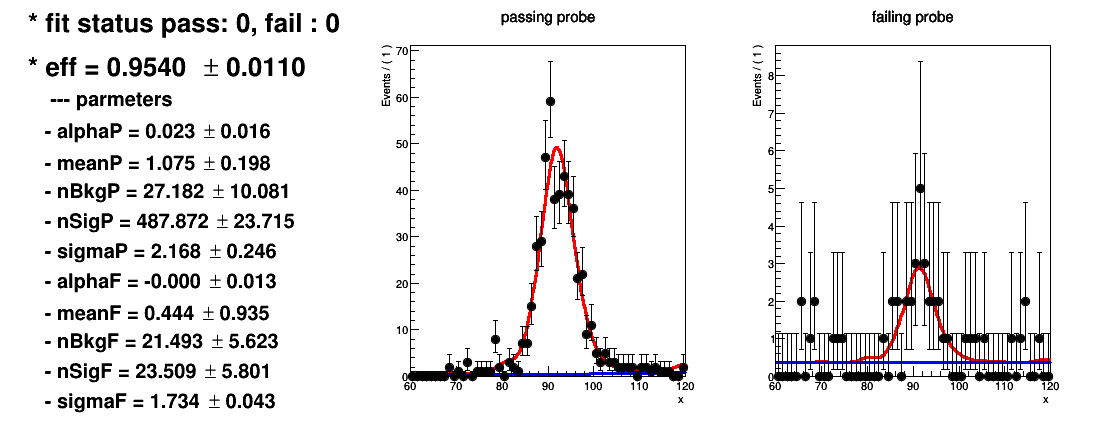 * fit status pass: 0, fail : 0
* eff = 0.9540 ± 0.0110
--- parmeters
- alphaP = 0.023 ± 0.016
- meanP = 1.075 ± 0.198
- nBkgP = 27.182 ± 10.081
- nSigP = 487.872 ± 23.715
- sigmaP = 2.168 ± 0.246
- alphaF = -0.000 ± 0.013
- meanF = 0.444 ± 0.935
- nBkgF = 21.493 ± 5.623
- nSigF = 23.509 ± 5.801
- sigmaF = 1.734 ± 0.043
passing probe
Events / ( 1 )
70
60
50
40
30
20
10
0
60 70 80 90 100 110 120
x
failing probe
Events / ( 1 )
8
7
6
5
4
3
2
1
0
60 70 80 90 100 110 120
x